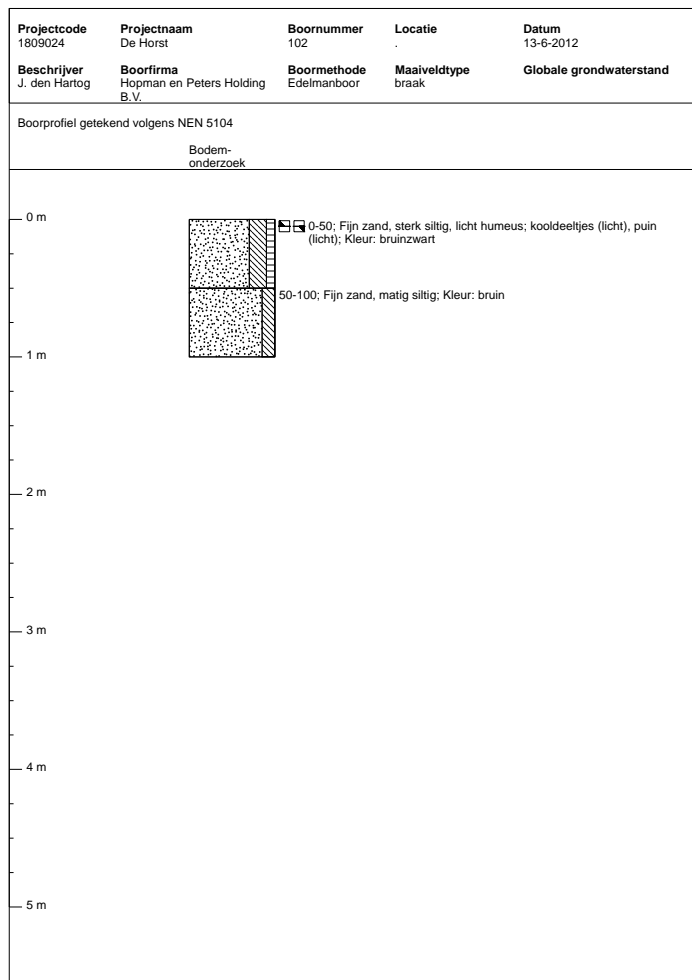 Projectcode Projectnaam Boornummer Locatie Datum
1809024 De Horst 102 . 13-6-2012
Beschrijver Boorfirma Boormethode Maaiveldtype Globale grondwaterstand
J. den Hartog Hopman en Peters Holding Edelmanboor braak
B.V.
Boorprofiel getekend volgens NEN 5104
Bodem-
onderzoek
0 m
0-50; Fijn zand, sterk siltig, licht humeus; kooldeeltjes (licht), puin
(licht); Kleur: bruinzwart
50-100; Fijn zand, matig siltig; Kleur: bruin
1 m
2 m
3 m
4 m
5 m